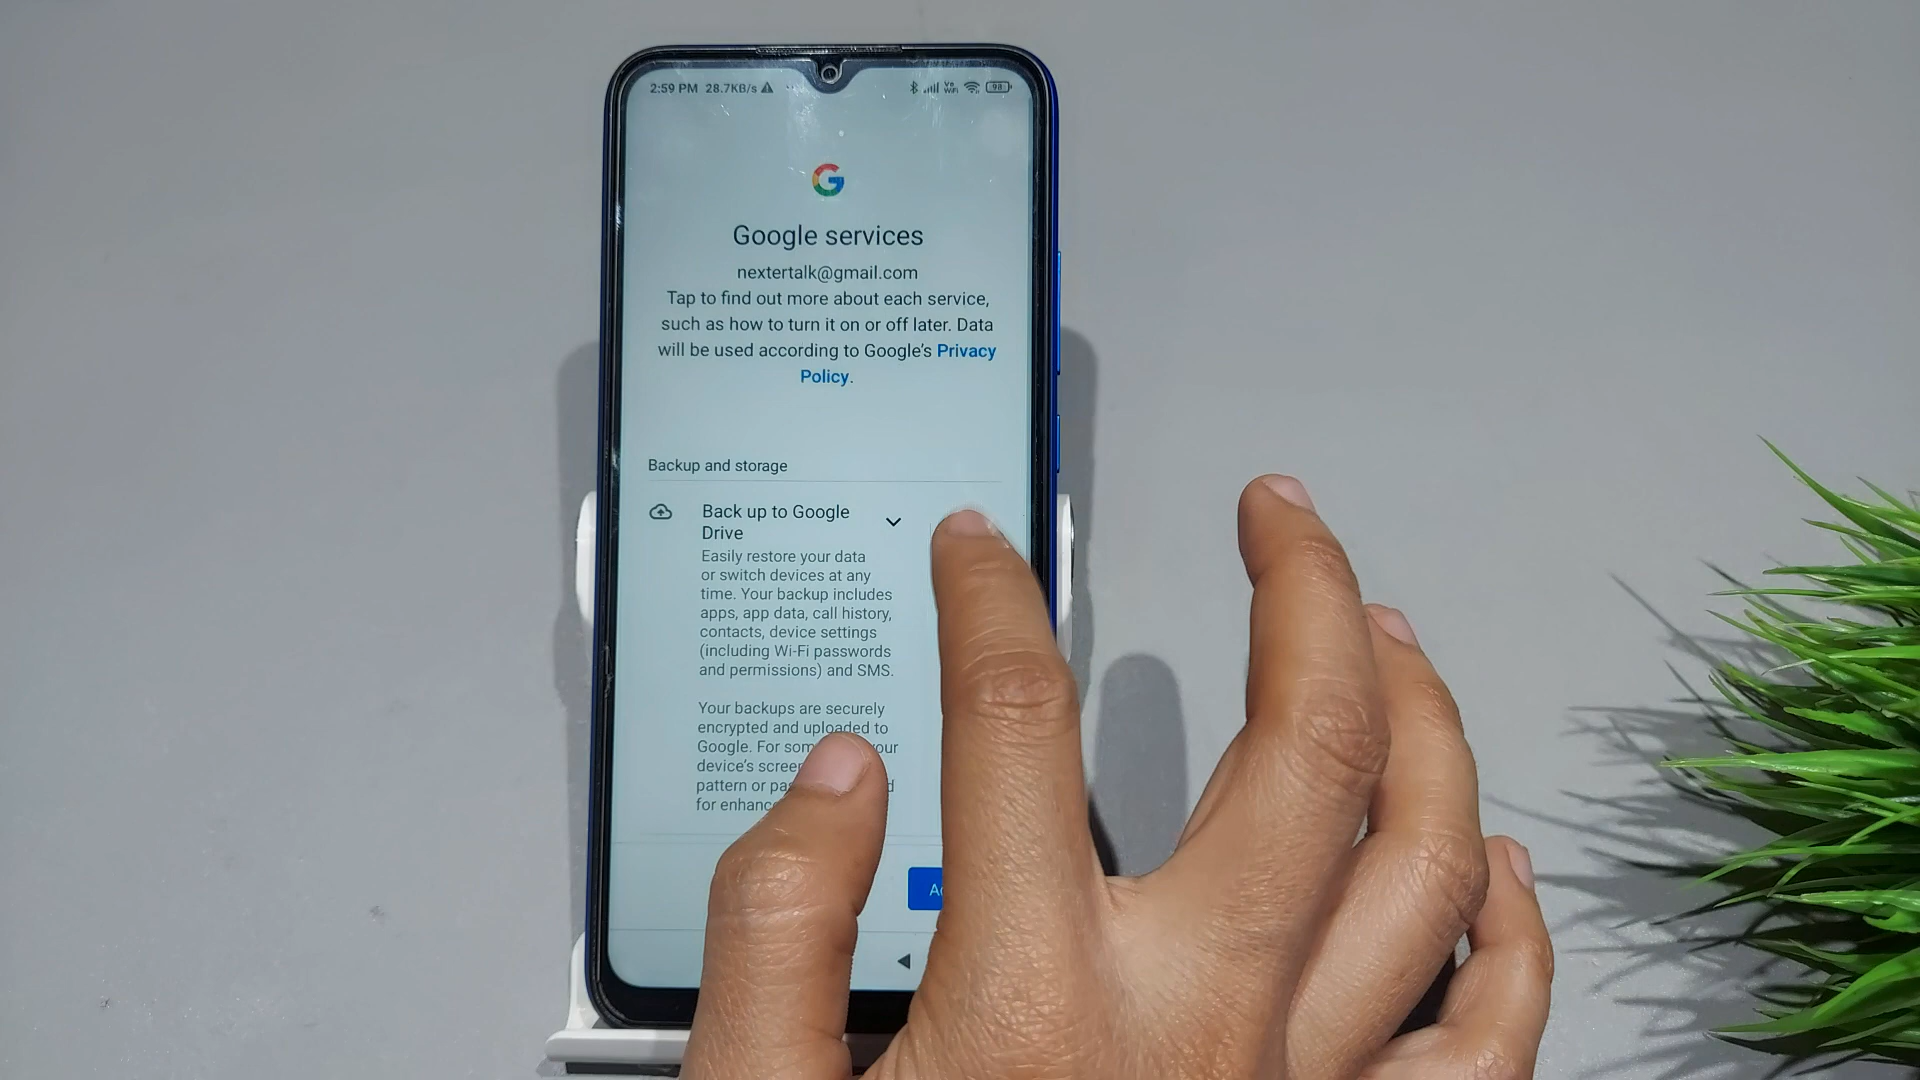 2:59 PM 28.7KB/s
Vo
WiFi
98
G
Google services
nextertalk@gmail.com
Tap to find out more about each service,
such as how to turn it on or off later. Data
will be used according to Google's Privacy
Policy.
Backup and storage
Back up to Google
Drive
Easily restore your data
or switch devices at any
time. Your backup includes
apps, app data, call history,
contacts, device settings
(including Wi-Fi passwords
and permissions) and SMS.
Your backups are securely
encrypted and uploaded to
Google. For your
device's
pattern or
for